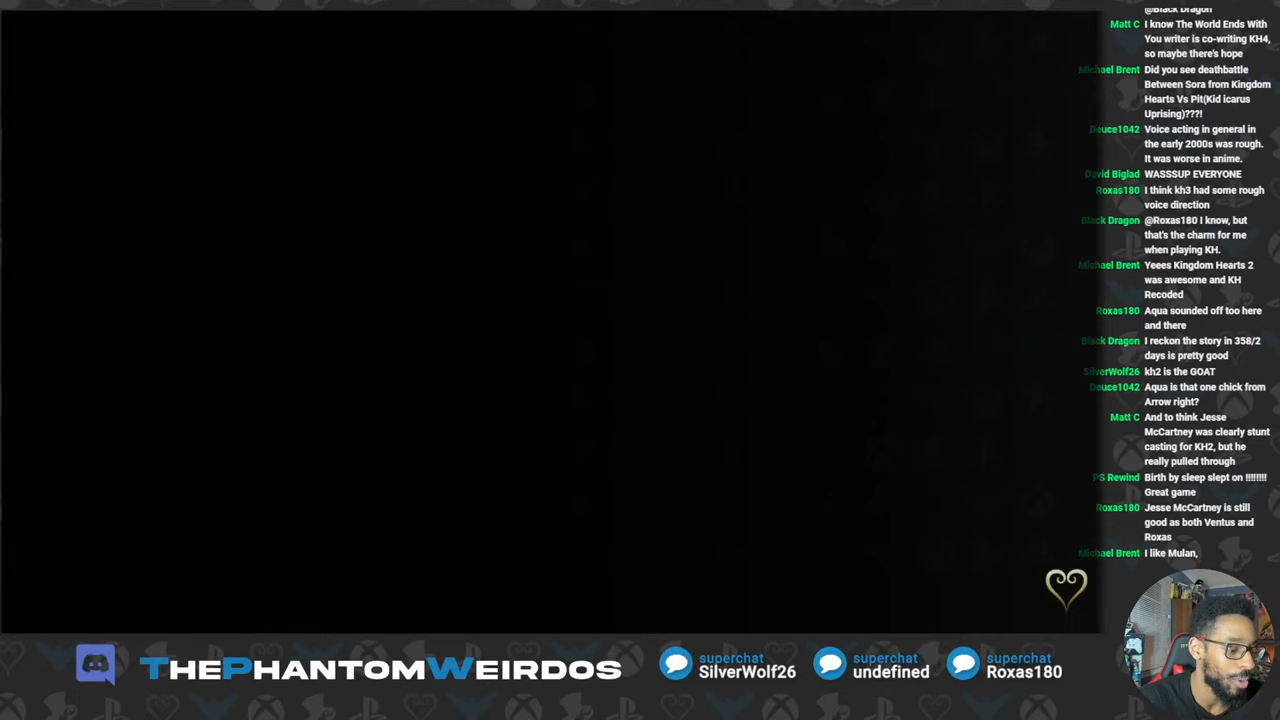 @Black Dragon
Matt C I know The World Ends With
You writer is co-writing KH4,
so maybe there's hope
Michael Brent Did you see deathbattle
Between Sora from Kingdom
Hearts Vs Pit(Kid icarus
Uprising)???!
Deuce1042 Voice acting in general in
the early 2000s was rough.
It was worse in anime.
David Biglad WASSSUP EVERYONE
Roxas180 I think kh3 had some rough
voice direction
Black Dragon @Roxas180 I know, but
that's the charm for me
when playing KH.
Michael Brent Yeees Kingdom Hearts 2
was awesome and KH
Recoded
Roxas180 Aqua sounded off too here
and there
Black Dragon I reckon the story in 358/2
days is pretty good
SilverWolf26 kh2 is the GOAT
Deuce1042 Aqua is that one chick from
Arrow right?
Matt C And to think Jesse
McCartney was clearly stunt
casting for KH2, but he
really pulled through
PS Rewind Birth by sleep slept on !!!!!!!!
Great game
Roxas180 Jesse McCartney is still
good as both Ventus and
Roxas
Michael Brent I like Mulan,
THEPHANTOMWEIRDOS
superchat
SilverWolf26
superchat
undefined
superchat
Roxas180